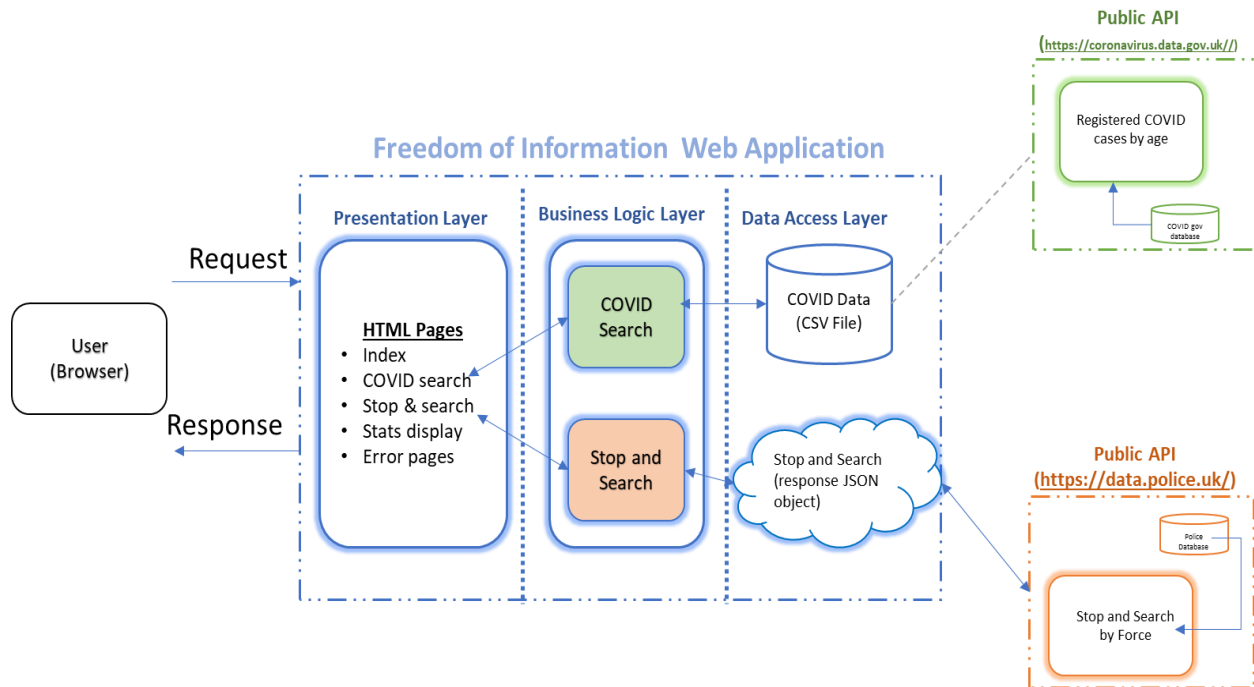 Public API
(https://coronavirus.data.gov.uk//)
Registered COVID
cases by age
COVID gov
database
Freedom of Information Web Application
Presentation Layer
Business Logic Layer
Data Access Layer
Request
User
(Browser)
Response
HTML Pages
• Index
• COVID search
• Stop & search
• Stats display
• Error pages
COVID
Search
Stop and
Search
COVID Data
(CSV File)
Stop and Search
(response JSON
object)
Public API
(https://data.police.uk/)
Police
Database
Stop and Search
by Force